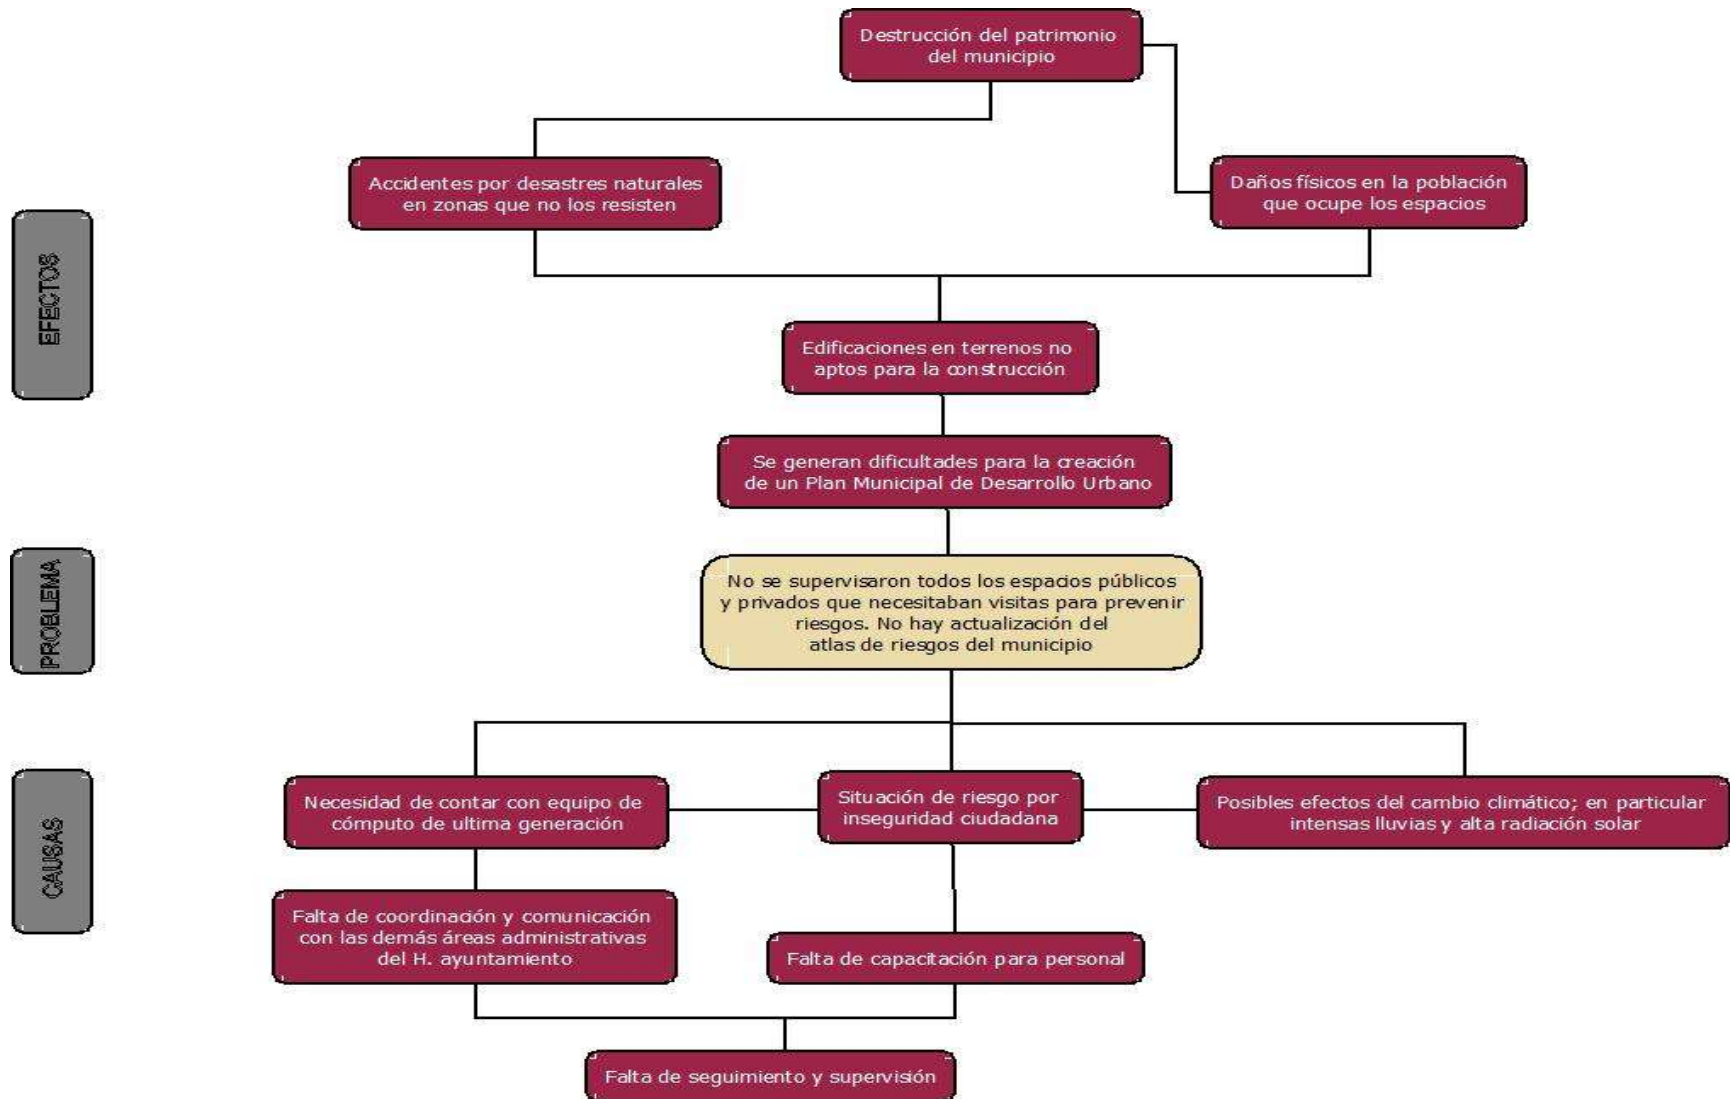 Destrucción del patrimonio
del municipio
Accidentes por desastres naturales
en zonas que no los resisten
Daños físicos en la población
que ocupe los espacios
EFECTOS
Edificaciones en terrenos no
aptos para la construcción
Se generan dificultades para la creación
de un Plan Municipal de Desarrollo Urbano
PROBLEMA
No se supervisaron todos los espacios públicos
y privados que necesitaban visitas para prevenir
riesgos. No hay actualización del
atlas de riesgos del municipio
CAUSAS
Necesidad de contar con equipo de
cómputo de ultima generación
Situación de riesgo por
inseguridad ciudadana
Posibles efectos del cambio climático; en particular
intensas lluvias y alta radiación solar
Falta de coordinación y comunicación
con las demás áreas administrativas
del H. ayuntamiento
Falta de capacitación para personal
Falta de seguimiento y supervisión